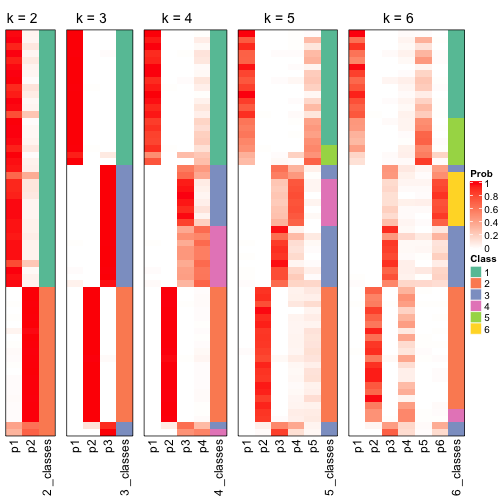 k = 2
k = 3
k = 4
k = 5
k = 6
p1
p2
2_classes
p1
p2
p3
3_classes
p1
p2
p3
p4
4_classes
p1
p2
p3
p4
p5
5_classes
p1
p2
p3
p4
p5
p6
6_classes
Prob
1
0.8
0.6
0.4
0.2
0
Class
1
2
3
4
5
6